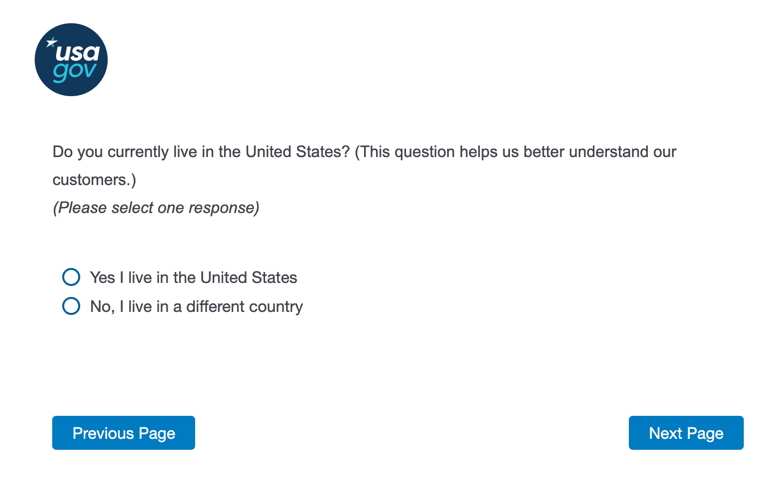 usa
gov
Do you currently live in the United States? (This question helps us better understand our
customers.)
(Please select one response)
Yes I live in the United States
No, I live in a different country
Previous Page
Next Page